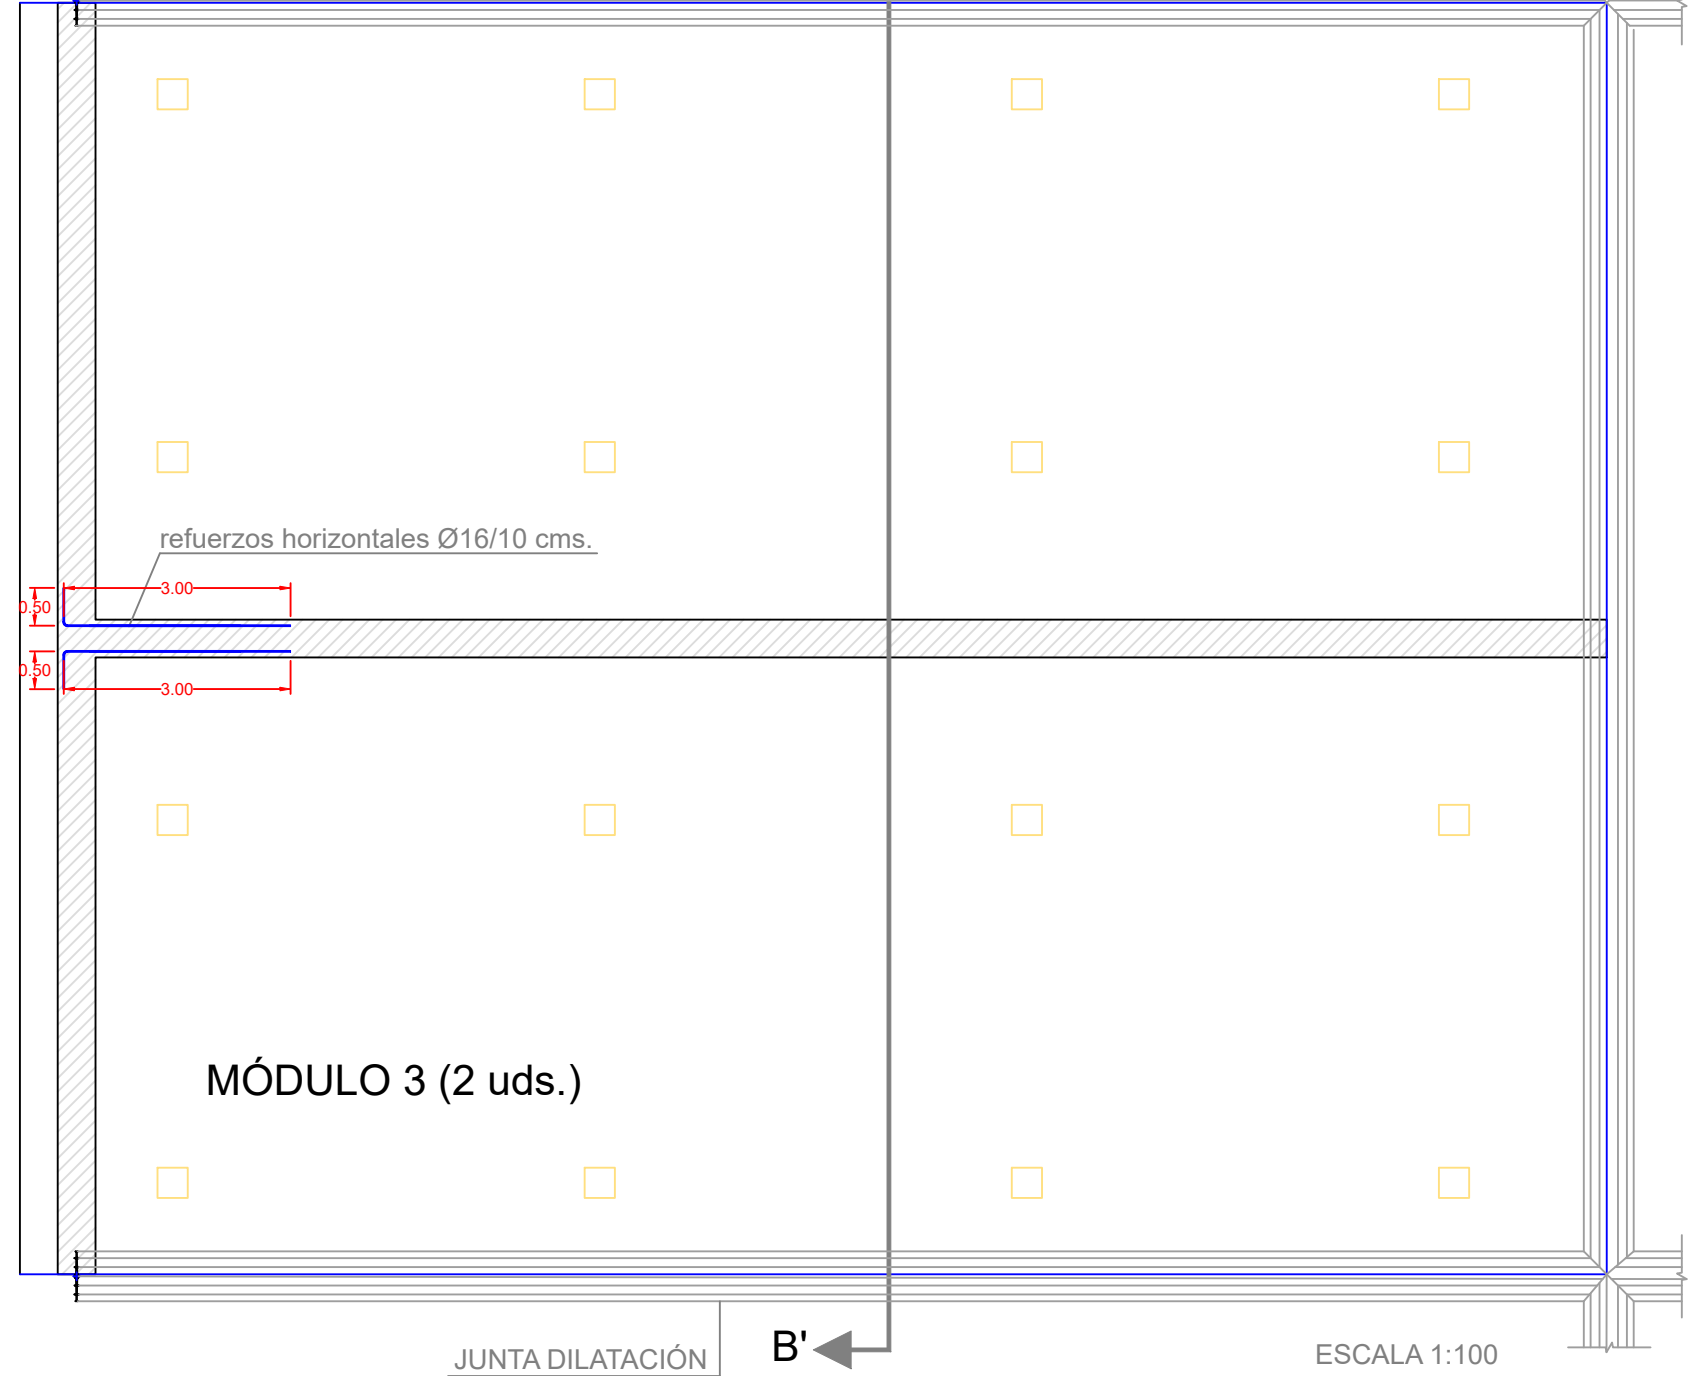 refuerzos horizontales Ø16/10 cms.
3.00
0.50
0.50
3.00
MÓDULO 3 (2 uds.)
B'
JUNTA DILATACIÓN
ESCALA 1:100